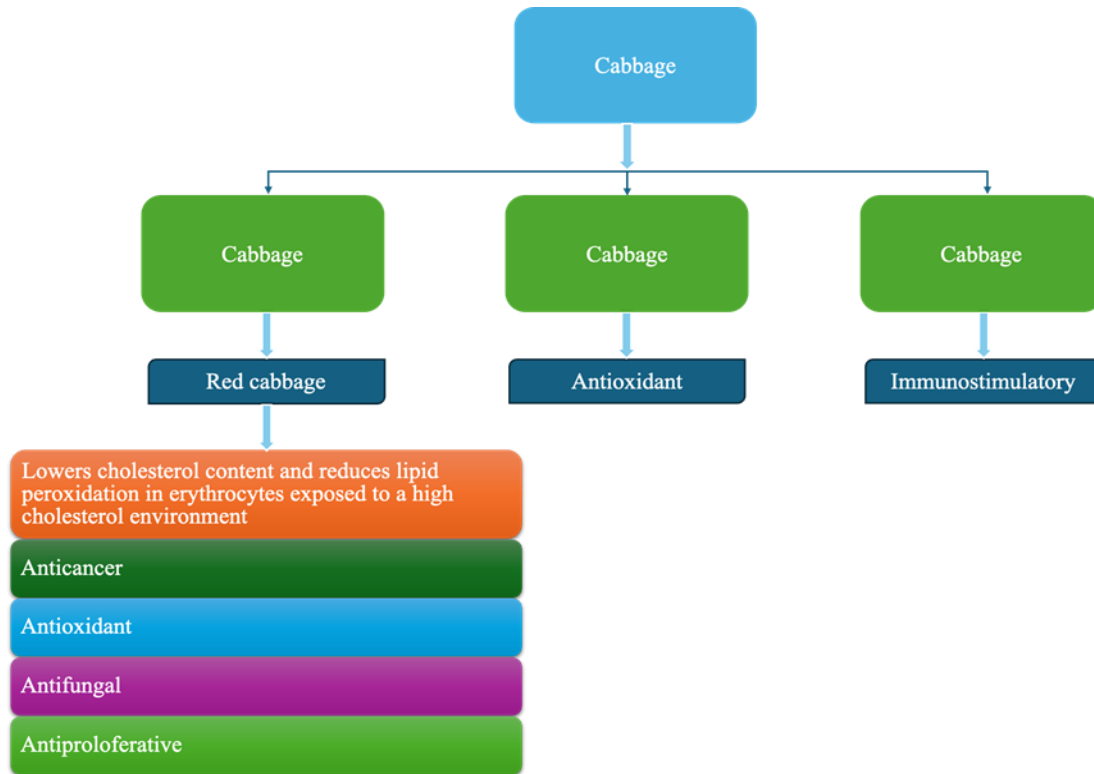 Cabbage
Cabbage
Cabbage
Cabbage
Red cabbage
Antioxidant
Immunostimulatory
Lowers cholesterol content and reduces lipid
peroxidation in erythrocytes exposed to a high
cholesterol environment
Anticancer
Antioxidant
Antifungal
Antiproloferative